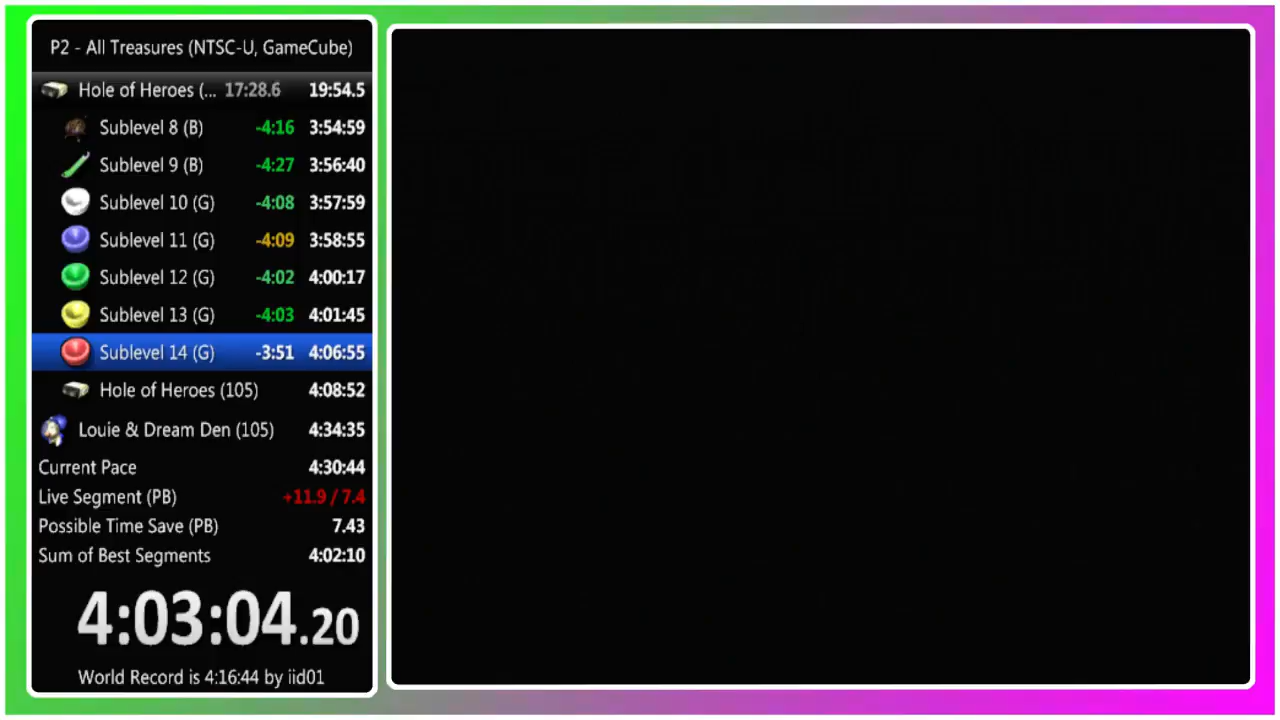 P2 - All Treasures (NTSC-U, GameCube)
Hole of Heroes (... 17:28.6 19:54.5
Sublevel 8 (B) -4:16 3:54:59
Sublevel 9 (B) -4:27 3:56:40
Sublevel 10 (G) -4:08 3:57:59
Sublevel 11 (G) -4:09 3:58:55
Sublevel 12 (G) -4:02 4:00:17
Sublevel 13 (G) -4:03 4:01:45
Sublevel 14 (G) -3:51 4:06:55
Hole of Heroes (105) 4:08:52
Louie & Dream Den (105) 4:34:35
Current Pace 4:30:44
Live Segment (PB) +11.9 / 7.4
Possible Time Save (PB) 7.43
Sum of Best Segments 4:02:10
4:03:04.20
World Record is 4:16:44 by iid01